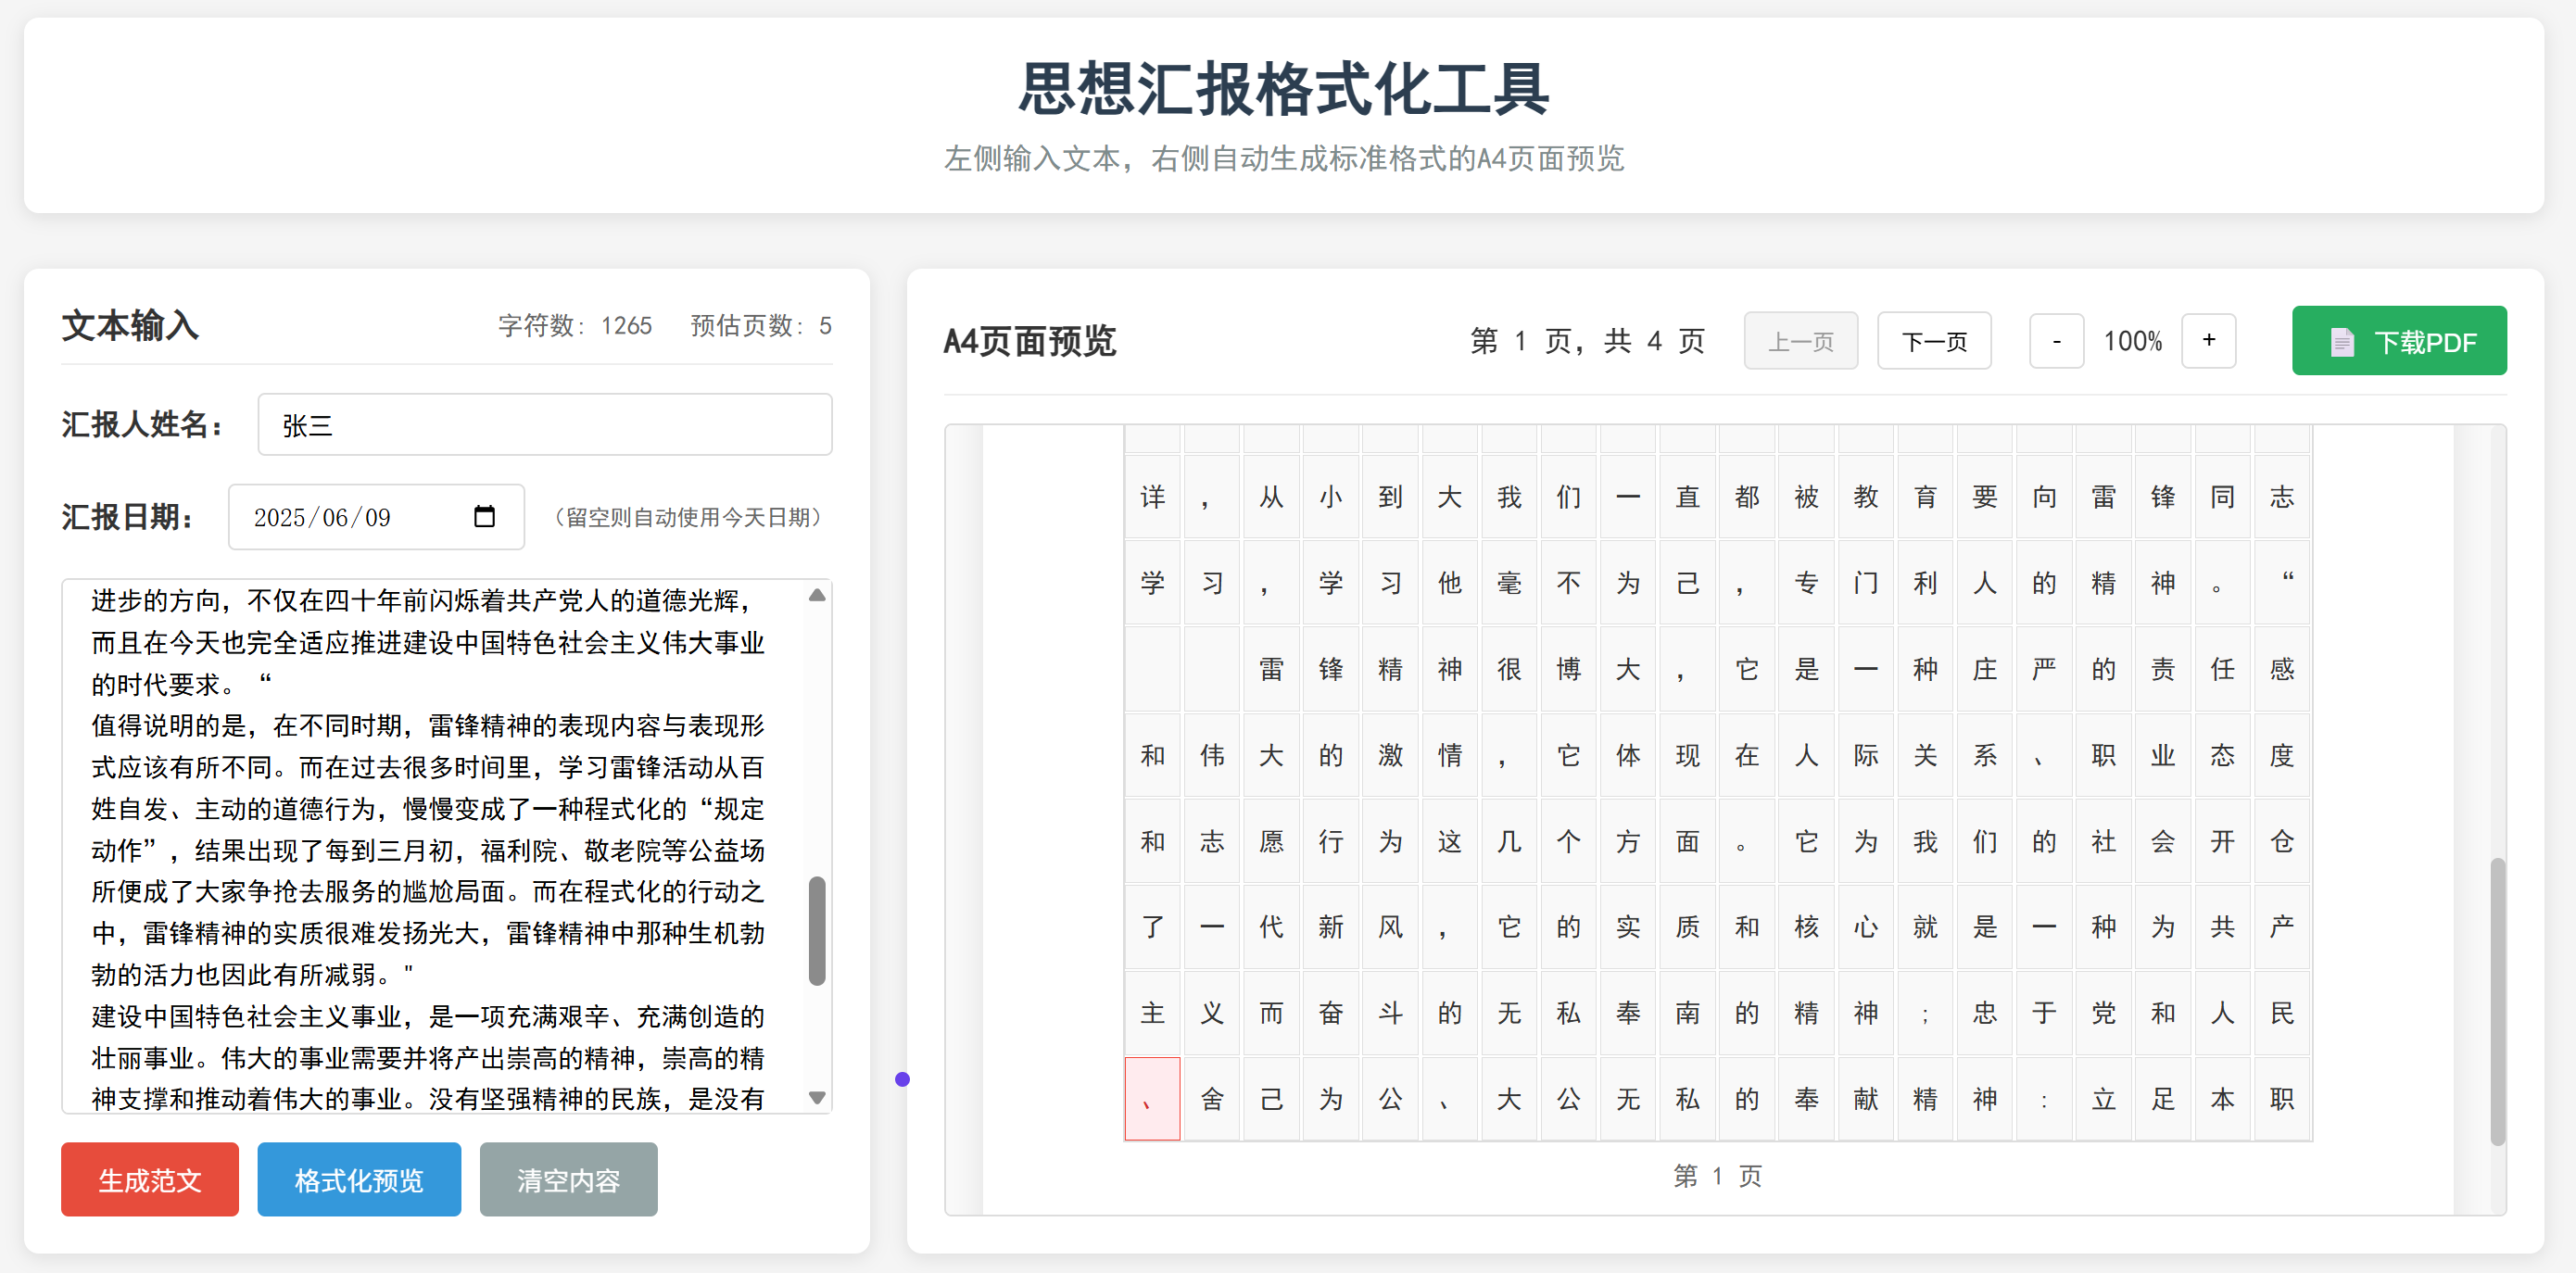 思想汇报格式化工具
左侧输入文本，右侧自动生成标准格式的A4页面预览
文本输入
字符数: 1265
预估页数: 5
汇报人姓名：
张三
汇报日期：
2025/06/09
（留空则自动使用今天日期）
进步的方向，不仅在四十年前闪烁着共产党人的道德光辉，
而且在今天也完全适应推进建设中国特色社会主义伟大事业
的时代要求。“
值得说明的是，在不同时期，雷锋精神的表现内容与表现形
式应该有所不同。而在过去很多时间里，学习雷锋活动从百
姓自发、主动的道德行为，慢慢变成了一种程式化的“规定
动作”，结果出现了每到三月初，福利院、敬老院等公益场
所便成了大家争抢去服务的尴尬局面。而在程式化的行动之
中，雷锋精神的实质很难发扬光大，雷锋精神中那种生机勃
勃的活力也因此有所减弱。"
建设中国特色社会主义事业，是一项充满艰辛、充满创造的
壮丽事业。伟大的事业需要并将产出崇高的精神，崇高的精
神支撑和推动着伟大的事业。没有坚强精神的民族，是没有
生成范文
格式化预览
清空内容
A4页面预览
第 1 页，共 4 页
上一页
下一页
-
100%
+
下载PDF
详，从小到大我们一直都被教育要向雷锋同志
学习，学习他毫不为己，专门利人的精神。“
雷锋精神很博大，它是一种庄严的责任感
和伟大的激情，它体现在人际关系、职业态度
和志愿行为这几个方面。它为我们的社会开仓
了一代新风，它的实质和核心就是一种为共产
主义而奋斗的无私奉南的精神；忠于党和人民
、舍己为公、大公无私的奉献精神：立足本职
第 1 页